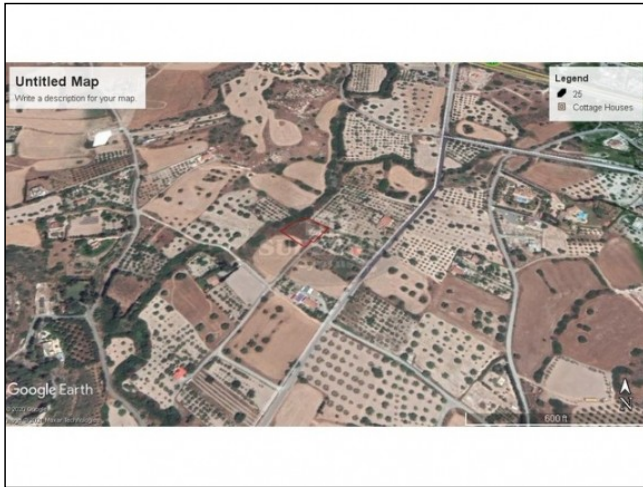 Untitled Map
Write a description for your map.
Legend
25
Cottage Houses
Google Earth
600 ft
N